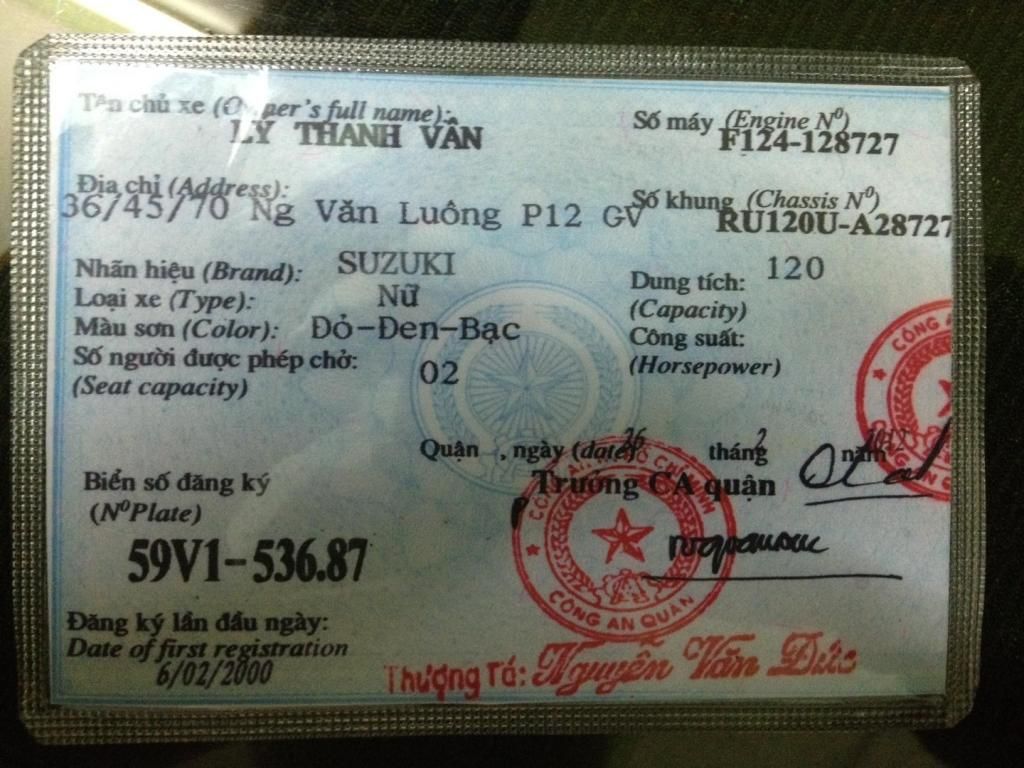 Tên chủ xe (Owner's full name):
LÝ THANH VÂN
Số máy (Engine Nº)
F124-128727
Địa chỉ (Address):
36/45/70 Ng Văn Luông P12 GV
Số khung (Chassis Nº)
RU120U-A28727
Nhãn hiệu (Brand): SUZUKI
Dung tích: 120
(Capacity)
Loại xe (Type): Nữ
Màu sơn (Color): Đỏ-Đen-Bạc
Công suất:
(Horsepower)
Số người được phép chở: 02
(Seat capacity)
Quận , ngày (date) 26 tháng 2 năm
Trưởng CA quận
Biển số đăng ký
(NºPlate)
59V1-536.87
CÔNG AN QUẬN
Đăng ký lần đầu ngày:
Date of first registration
6/02/2000
Thượng Tá: Nguyễn Văn Đức